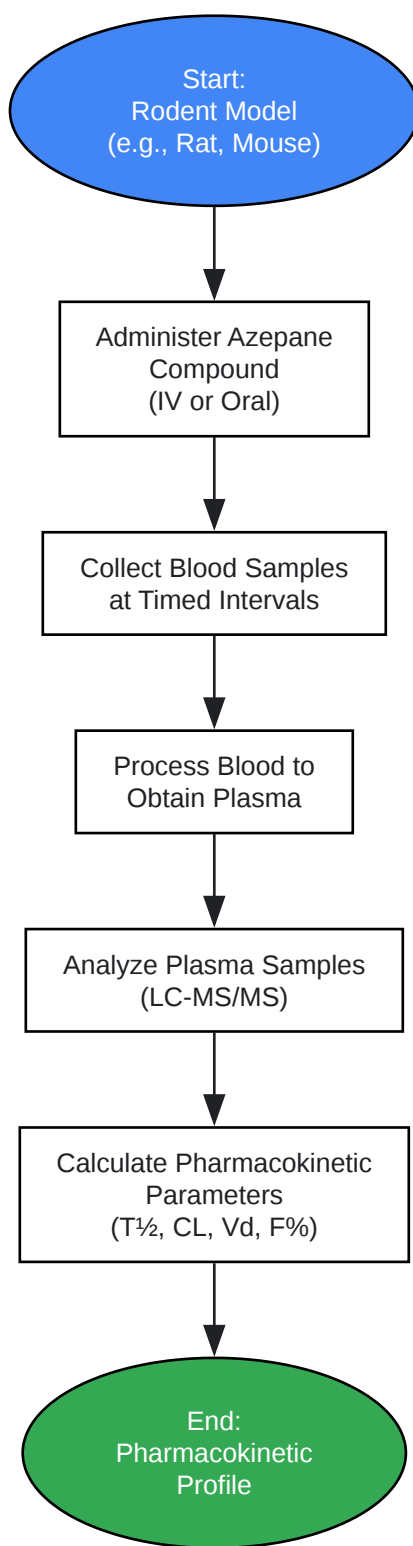 Start:
Rodent Model
(e.g., Rat, Mouse)
Administer Azepane
Compound
(IV or Oral)
Collect Blood Samples
at Timed Intervals
Process Blood to
Obtain Plasma
Analyze Plasma Samples
(LC-MS/MS)
Calculate Pharmacokinetic
Parameters
(T½, CL, Vd, F%)
End:
Pharmacokinetic
Profile